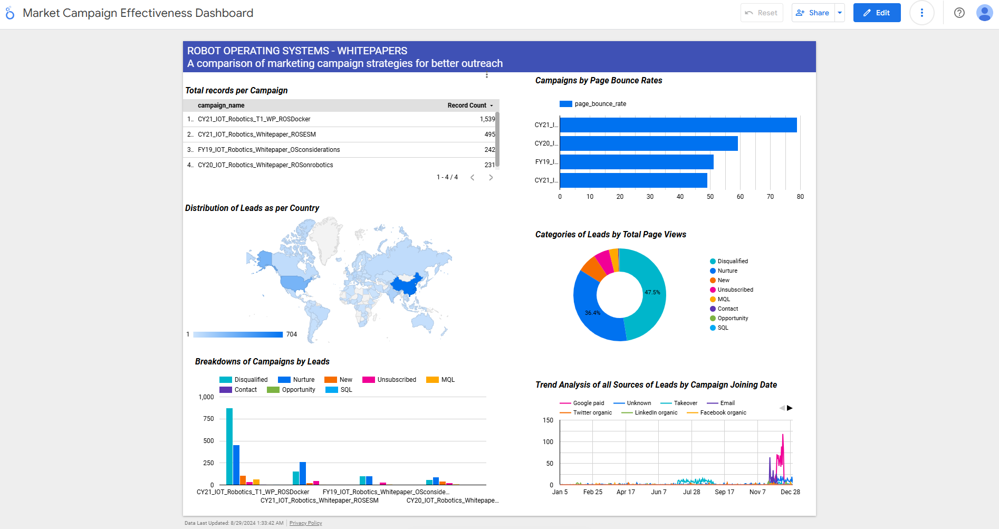 Market Campaign Effectiveness Dashboard
Reset
Share
Edit
ROBOT OPERATING SYSTEMS - WHITEPAPERS
A comparison of marketing campaign strategies for better outreach
Total records per Campaign
campaign_name Record Count
1.. CY21_IOT_Robotics_T1_WP_ROSDocker 1,539
2.. CY21_IOT_Robotics_Whitepaper_ROSESM 495
3.. FY19_IOT_Robotics_Whitepaper_OSconsiderations 242
4.. CY20_IOT_Robotics_Whitepaper_ROSonrobotics 231
1 - 4 / 4
Campaigns by Page Bounce Rates
page_bounce_rate
CY21_I...
CY20_I...
FY19_I...
CY21_I...
0 10 20 30 40 50 60 70 80
Distribution of Leads as per Country
1 704
Categories of Leads by Total Page Views
47.5%
36.4%
Disqualified
Nurture
New
Unsubscribed
MQL
Contact
Opportunity
SQL
Breakdowns of Campaigns by Leads
Disqualified Nurture New Unsubscribed MQL
Contact Opportunity SQL
1,000
750
500
250
0
CY21_IOT_Robotics_T1_WP_ROSDocker FY19_IOT_Robotics_Whitepaper_OSconside...
CY21_IOT_Robotics_Whitepaper_ROSESM CY20_IOT_Robotics_Whitepape...
Trend Analysis of all Sources of Leads by Campaign Joining Date
Google paid Unknown Takeover Email
Twitter organic LinkedIn organic Facebook organic
150
100
50
0
Jan 5 Feb 25 Apr 17 Jun 7 Jul 28 Sep 17 Nov 7 Dec 28
Data Last Updated: 8/29/2024 1:33:42 AM Privacy Policy